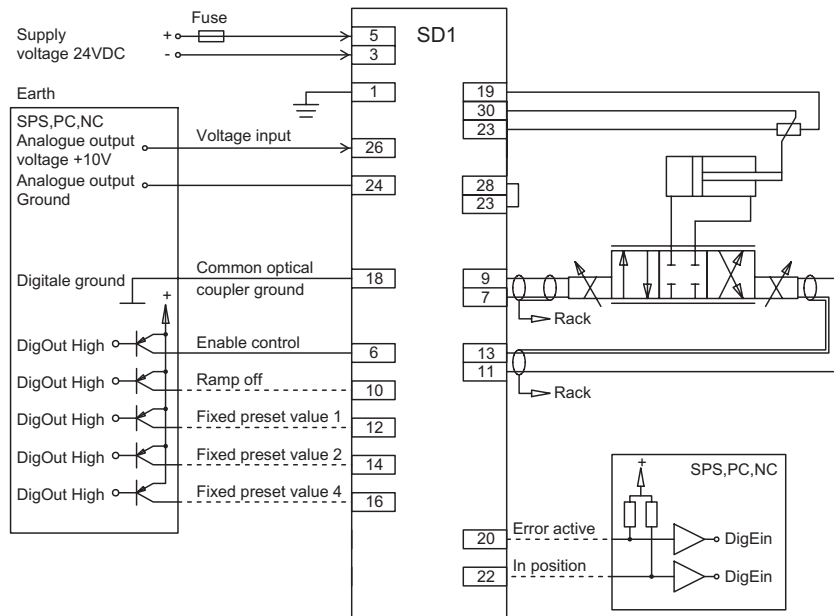 Fuse
Supply
voltage 24VDC
+
-
5
3
SD1
Earth
1
SPS,PC,NC
Analogue output
voltage +10V
Voltage input
26
Analogue output
Ground
24
Digitale ground
Common optical
coupler ground
18
+
DigOut High
Enable control
6
DigOut High
Ramp off
10
DigOut High
Fixed preset value 1
12
DigOut High
Fixed preset value 2
14
DigOut High
Fixed preset value 4
16
19
30
23
28
23
9
7
Rack
13
11
Rack
SPS,PC,NC
+
20
Error active
DigEin
22
In position
DigEin